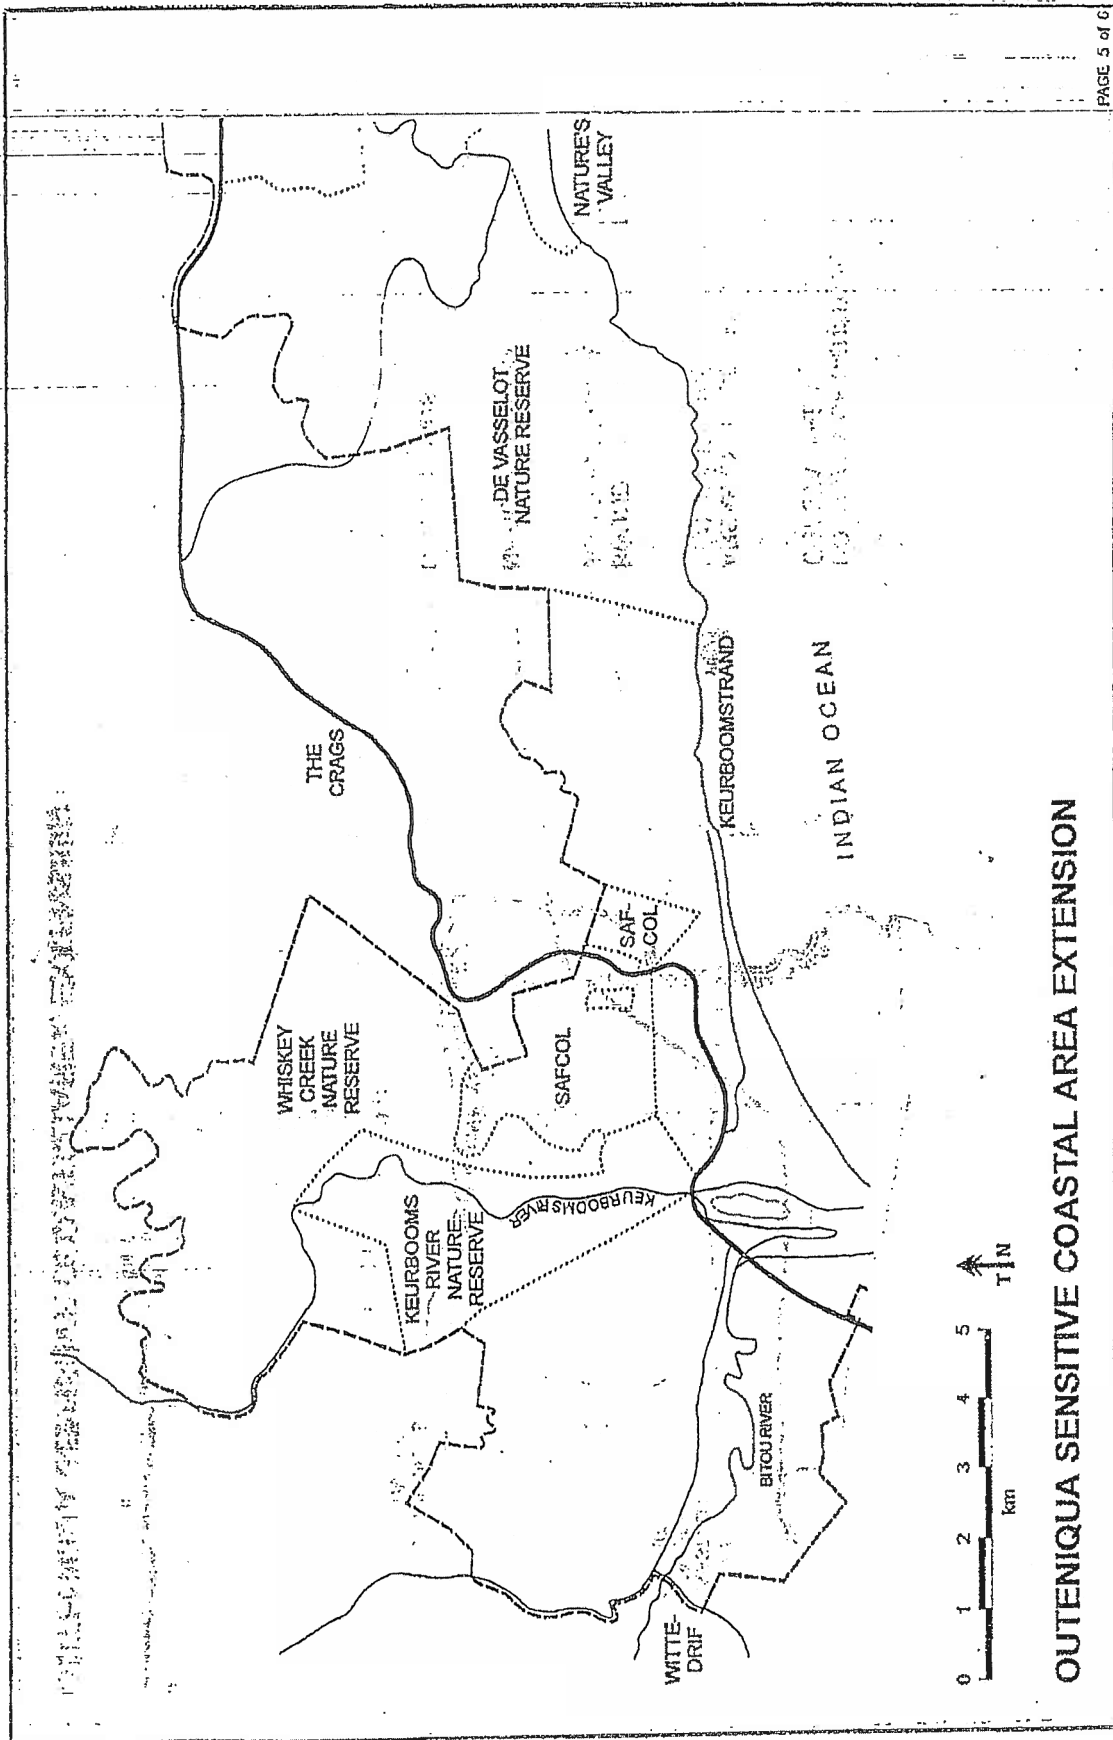 PAGE 5 of 6
NATURE'S
VALLEY
DE VASSELOT
NATURE RESERVE
THE
CRAGS
KEURBOOMSTRAND
INDIAN OCEAN
SAF-
COL
WHISKEY
CREEK
NATURE
RESERVE
SAFCOL
KEURBOOMS
RIVER
NATURE
RESERVE
KEURBOOMS RIVER
BITOU RIVER
WITTE-
DRIF
0 1 2 3 4 5
km
T N
OUTENIQUA SENSITIVE COASTAL AREA EXTENSION